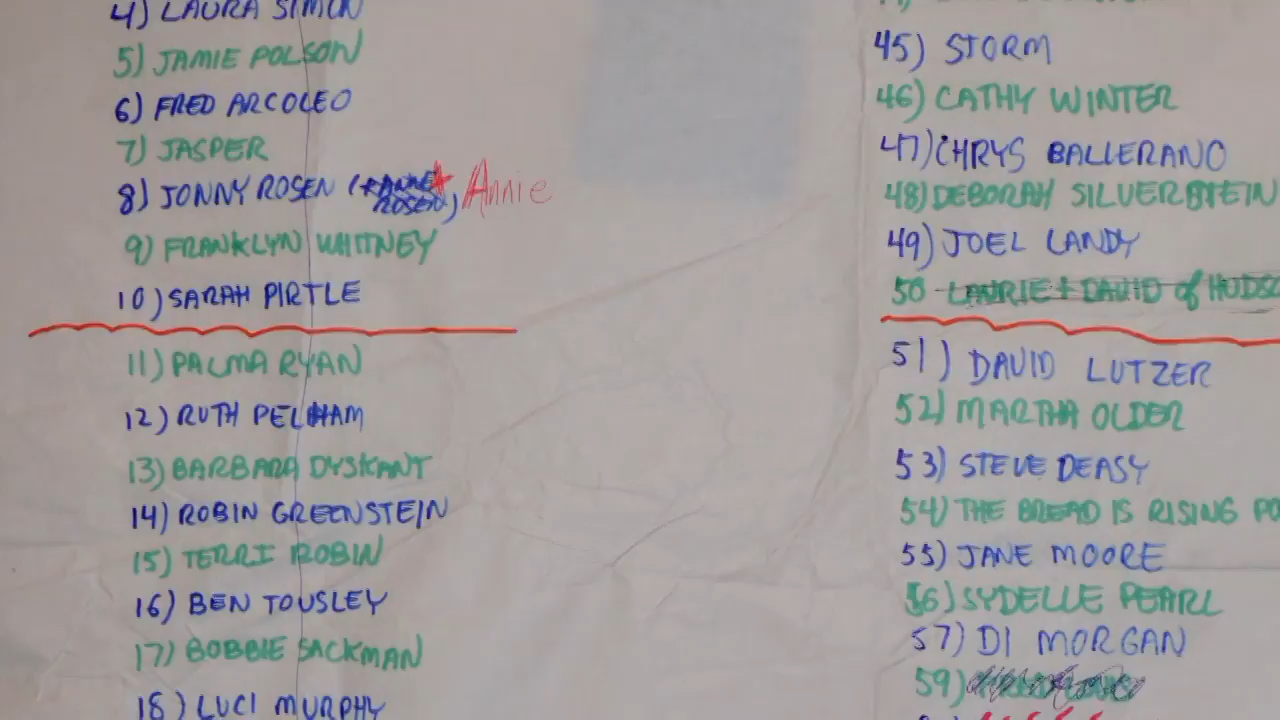 4) LAURA SIMON
5) JAMIE POLSON
6) FRED ARCOLEO
7) JASPER
8) JONNY ROSEN (+ ANNE ROSEN) Annie
9) FRANKLYN WHITNEY
10) SARAH PIRTLE
11) PALMA RYAN
12) RUTH PELHAM
13) BARBARA DYSKANT
14) ROBIN GREENSTEIN
15) TERRI ROBIN
16) BEN TOUSLEY
17) BOBBIE SACKMAN
18) LUCI MURPHY
45) STORM
46) CATHY WINTER
47) CHRYS BALLERANO
48) DEBORAH SILVERSTEIN
49) JOEL LANDY
50 LAURIE + DAVID of HUDSO
51) DAVID LUTZER
52) MARTHA OLDER
53) STEVE DEASY
54) THE BREAD IS RISING PO
55) JANE MOORE
56) SYDELLE PEARL
57) DI MORGAN
59)